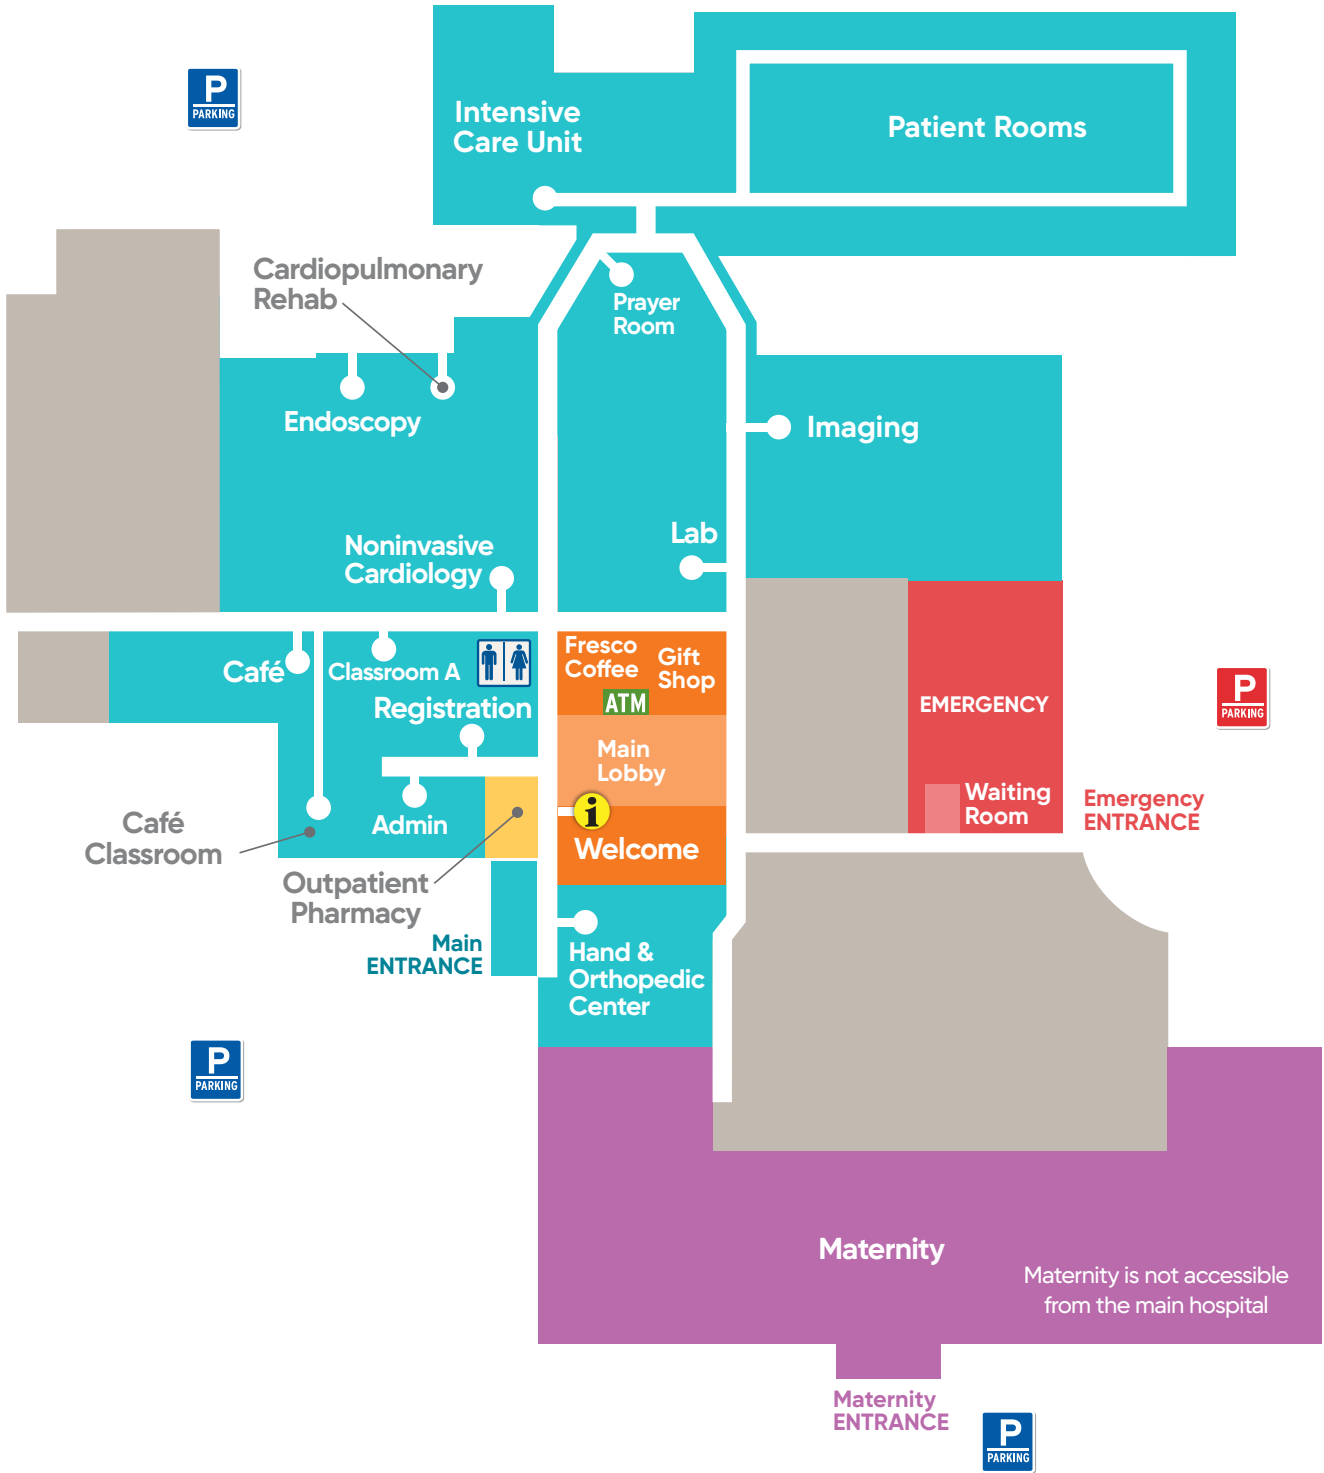 P
PARKING
Intensive
Care Unit
Patient Rooms
Cardiopulmonary
Rehab
Prayer
Room
Endoscopy
Imaging
Lab
Noninvasive
Cardiology
Café
Classroom A
Registration
Fresco
Coffee
Gift
Shop
ATM
Main
Lobby
EMERGENCY
P
PARKING
Waiting
Room
Emergency
ENTRANCE
Admin
Café
Classroom
i
Welcome
Outpatient
Pharmacy
Main
ENTRANCE
Hand &
Orthopedic
Center
P
PARKING
Maternity
Maternity is not accessible
from the main hospital
Maternity
ENTRANCE
P
PARKING